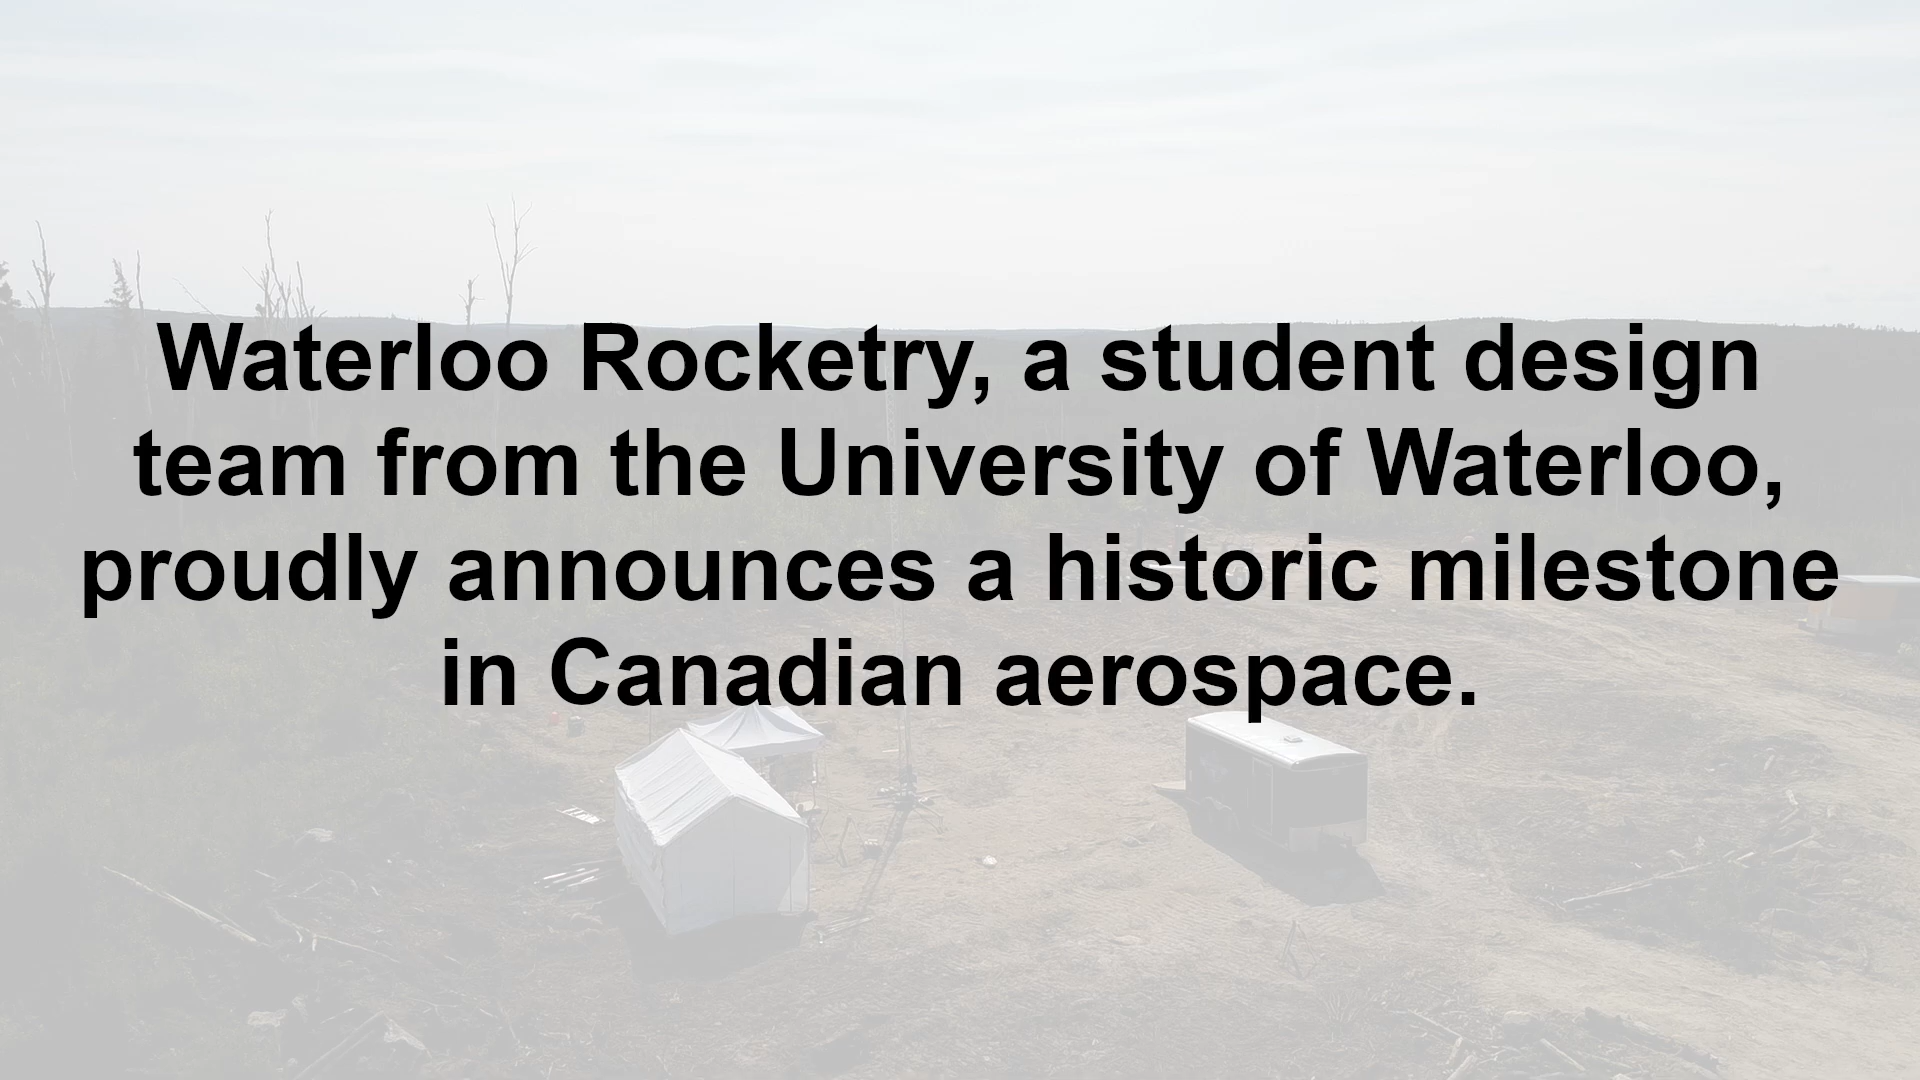 Waterloo Rocketry, a student design
team from the University of Waterloo,
proudly announces a historic milestone
in Canadian aerospace.